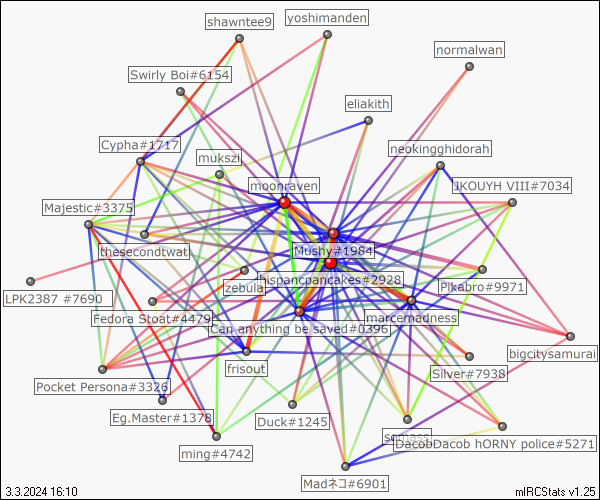 shawntee9
yoshimanden
normalwan
Swirly Boi#6154
eliakith
Cypha#1717
mukszi
neokingghidorah
moonraven
JKOUYH VIII#7034
Majestic#3375
thesecondtwat
Mushy#1984
hispancpancakes#2928
zebula
Pikabro#9971
LPK2387 #7690
Fedora Stoat#4479
Can anything be saved#0396
marcemadness
bigcitysamurai
frisout
Silver#7938
Pocket Persona#3326
Eg.Master#1378
Duck#1245
DacobDacob hORNY police#5271
ming#4742
Madネコ#6901
3.3.2024 16:10
mIRCStats v1.25